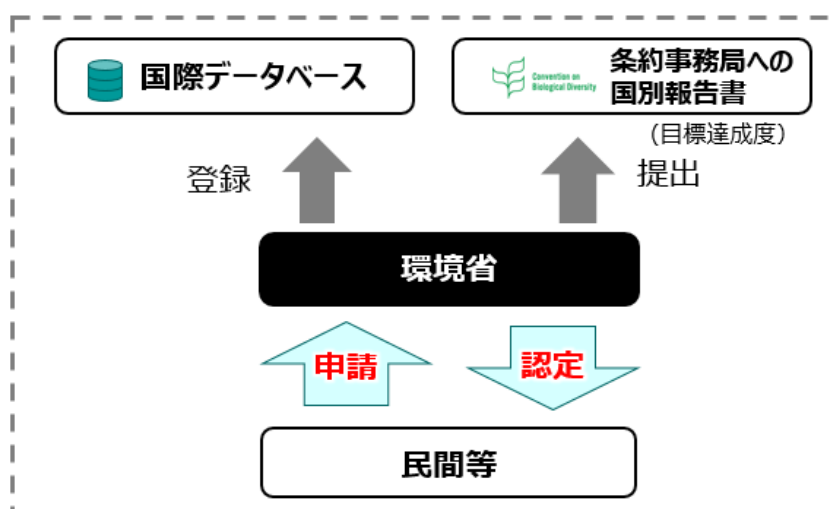 国際データベース
Convention on
Biological Diversity
条約事務局への
国別報告書
(目標達成度)
登録
提出
環境省
申請
認定
民間等